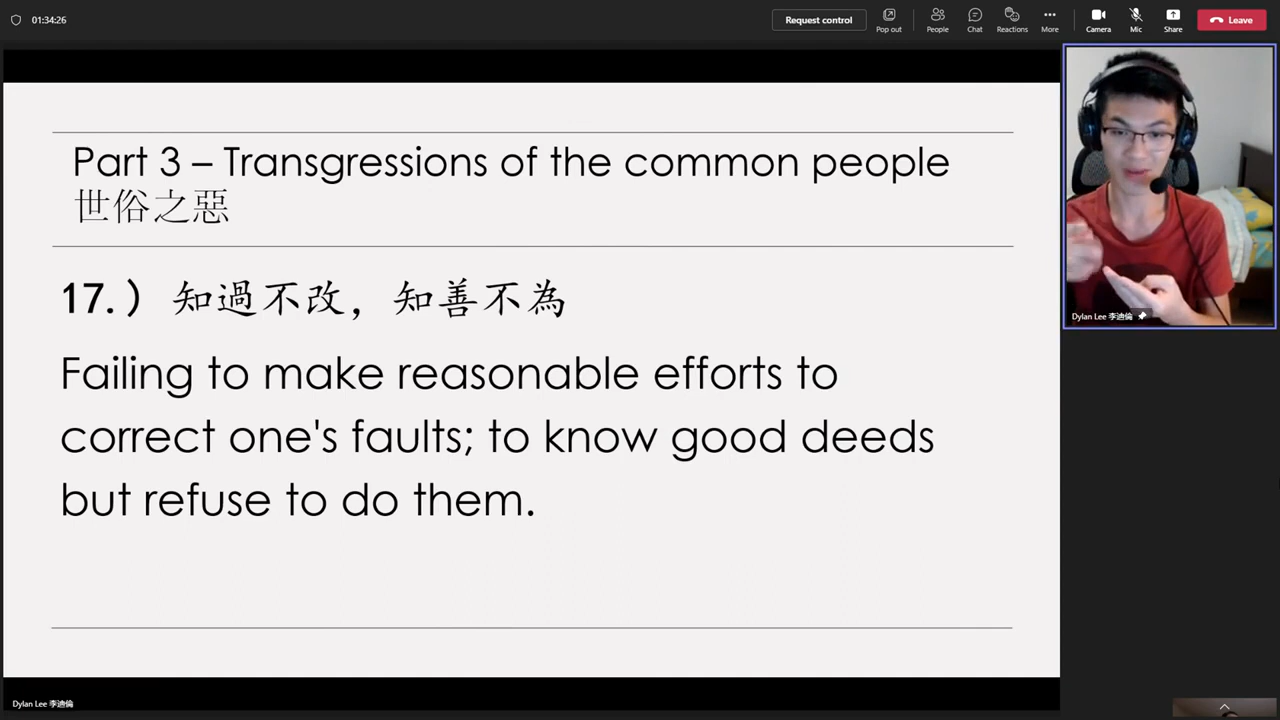 01:34:26
Request control
Pop out
People
Chat
Reactions
More
Camera
Mic
Share
Leave
Part 3 – Transgressions of the common people
世俗之惡
17.） 知過不改，知善不為
Failing to make reasonable efforts to
correct one's faults; to know good deeds
but refuse to do them.
Dylan Lee 李迪倫
Dylan Lee 李迪倫